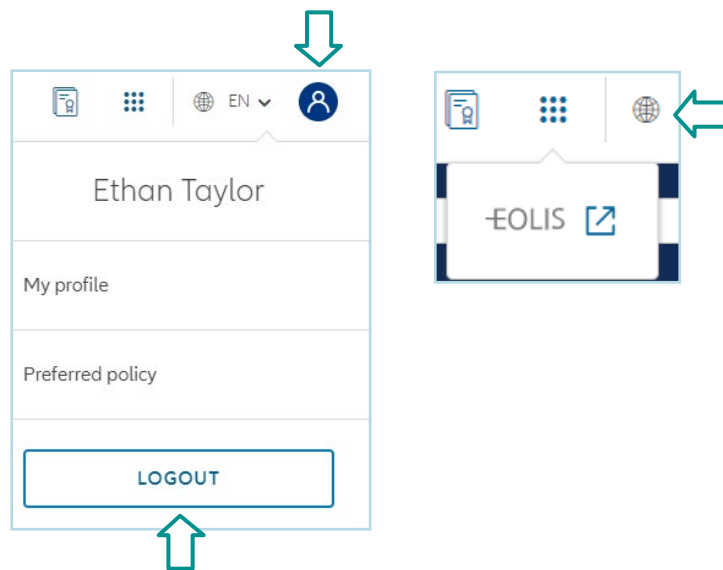 EN
Ethan Taylor
My profile
Preferred policy
LOGOUT
EOLIS